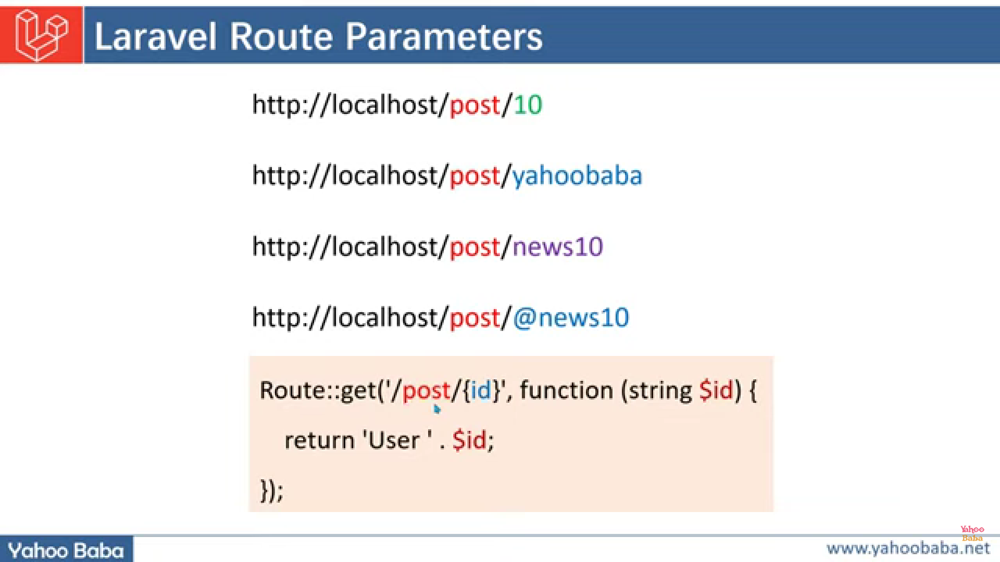 Laravel Route Parameters
http://localhost/post/10
http://localhost/post/yahoobaba
http://localhost/post/news10
http://localhost/post/@news10
Route::get('/post/{id}', function (string $id) {
return 'User ' . $id;
});
Yahoo Baba
Yahoo
Baba
www.yahoobaba.net